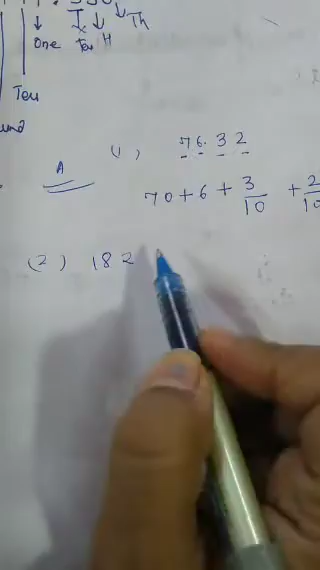 One Ten H Th
Ten
A
(1) 76.32
70+6+3/10+2/10
(2) 182